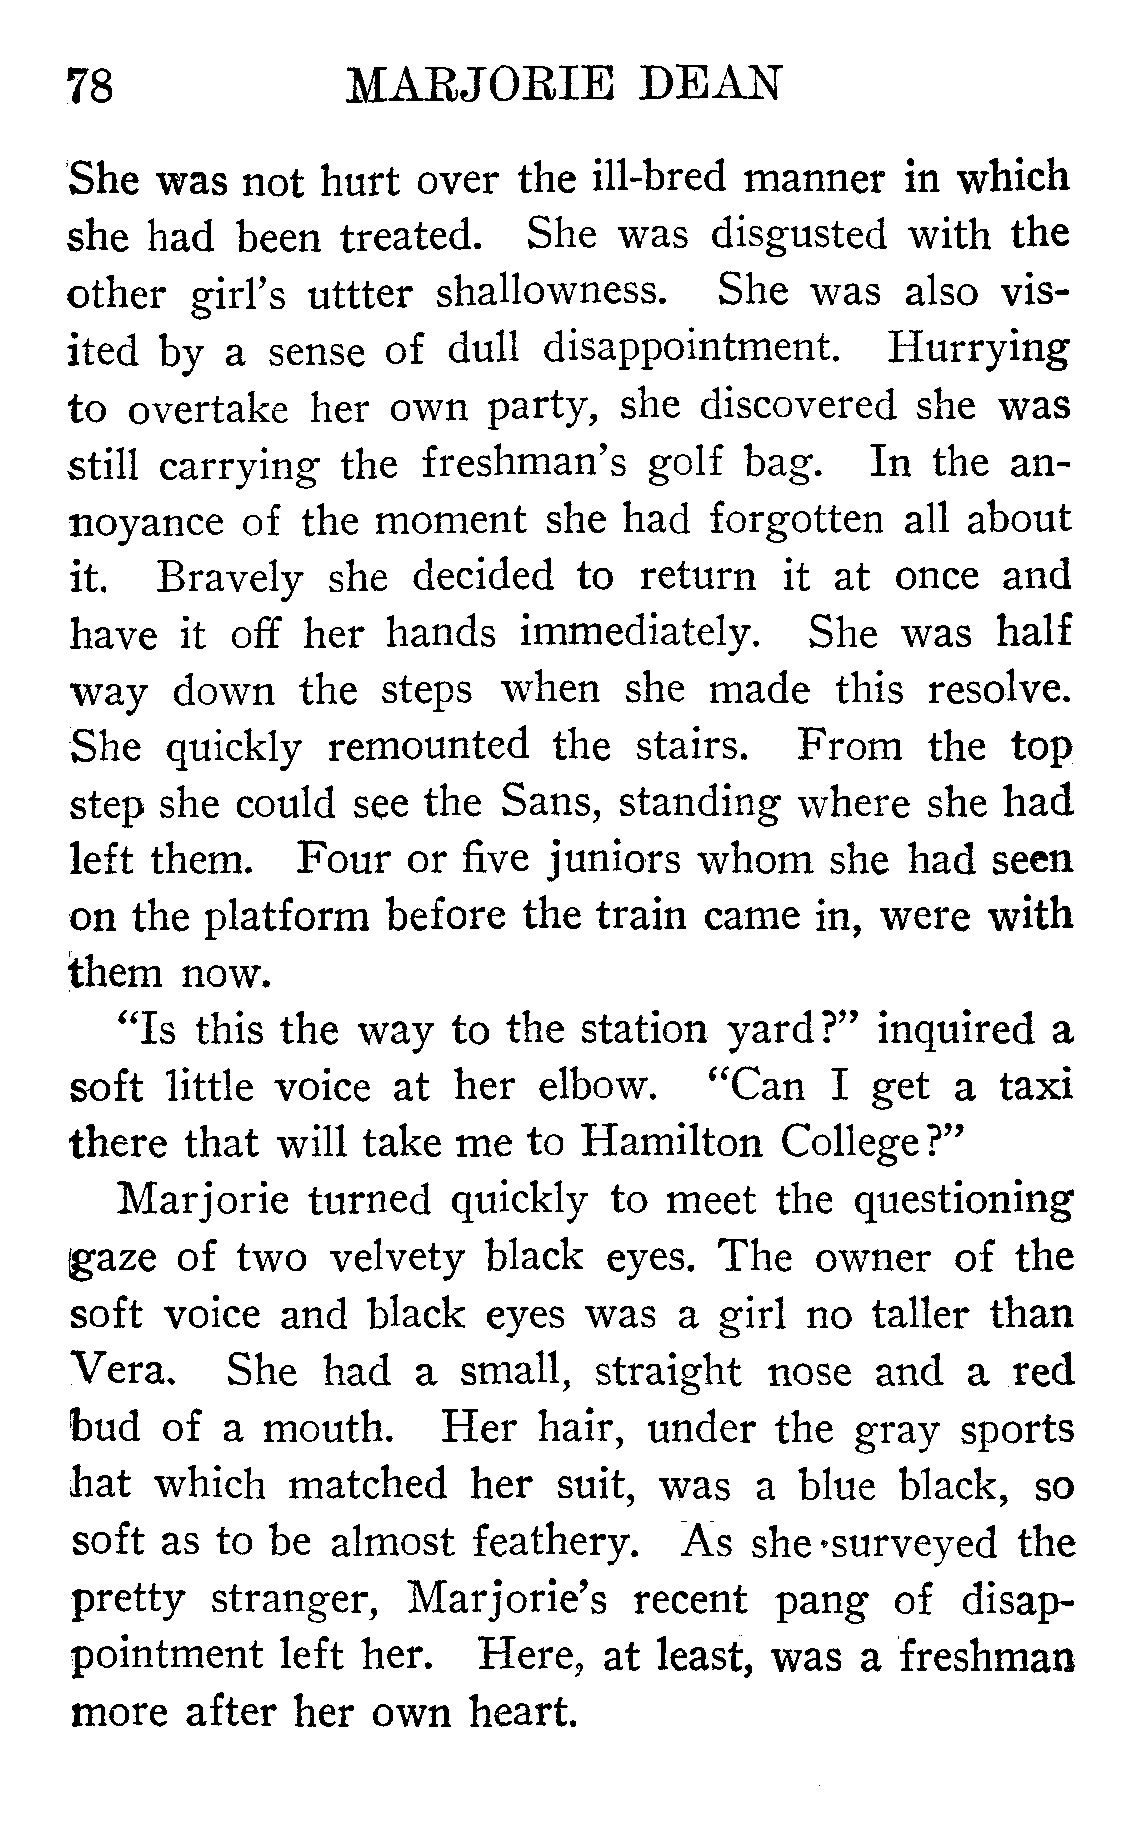 78 MARJORIE DEAN
She was not hurt over the ill-bred manner in which
she had been treated. She was disgusted with the
other girl's uttter shallowness. She was also vis-
ited by a sense of dull disappointment. Hurrying
to overtake her own party, she discovered she was
still carrying the freshman's golf bag. In the an-
noyance of the moment she had forgotten all about
it. Bravely she decided to return it at once and
have it off her hands immediately. She was half
way down the steps when she made this resolve.
She quickly remounted the stairs. From the top
step she could see the Sans, standing where she had
left them. Four or five juniors whom she had seen
on the platform before the train came in, were with
them now.
"Is this the way to the station yard?" inquired a
soft little voice at her elbow. "Can I get a taxi
there that will take me to Hamilton College?"
Marjorie turned quickly to meet the questioning
gaze of two velvety black eyes. The owner of the
soft voice and black eyes was a girl no taller than
Vera. She had a small, straight nose and a red
bud of a mouth. Her hair, under the gray sports
hat which matched her suit, was a blue black, so
soft as to be almost feathery. As she surveyed the
pretty stranger, Marjorie's recent pang of disap-
pointment left her. Here, at least, was a freshman
more after her own heart.